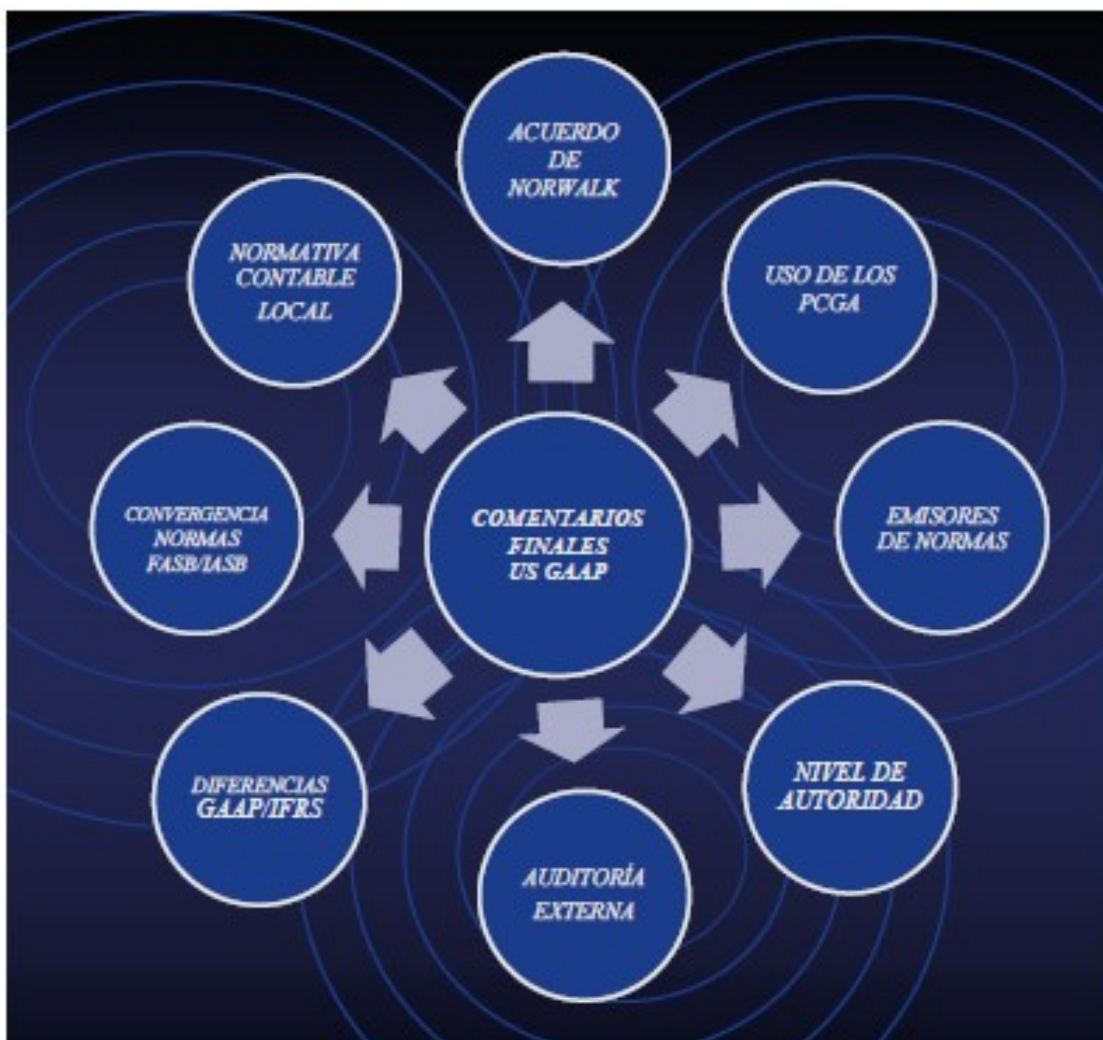 ACUERDO
DE
NORWALK
USO DE LOS
PCGA
EMISORES
DE NORMAS
NIVEL DE
AUTORIDAD
AUDITORÍA
EXTERNA
DIFERENCIAS
GAAP/IFRS
CONVERGENCIA
NORMAS
FASB/IASB
NORMATIVA
CONTABLE
LOCAL
COMENTARIOS
FINALES
US GAAP